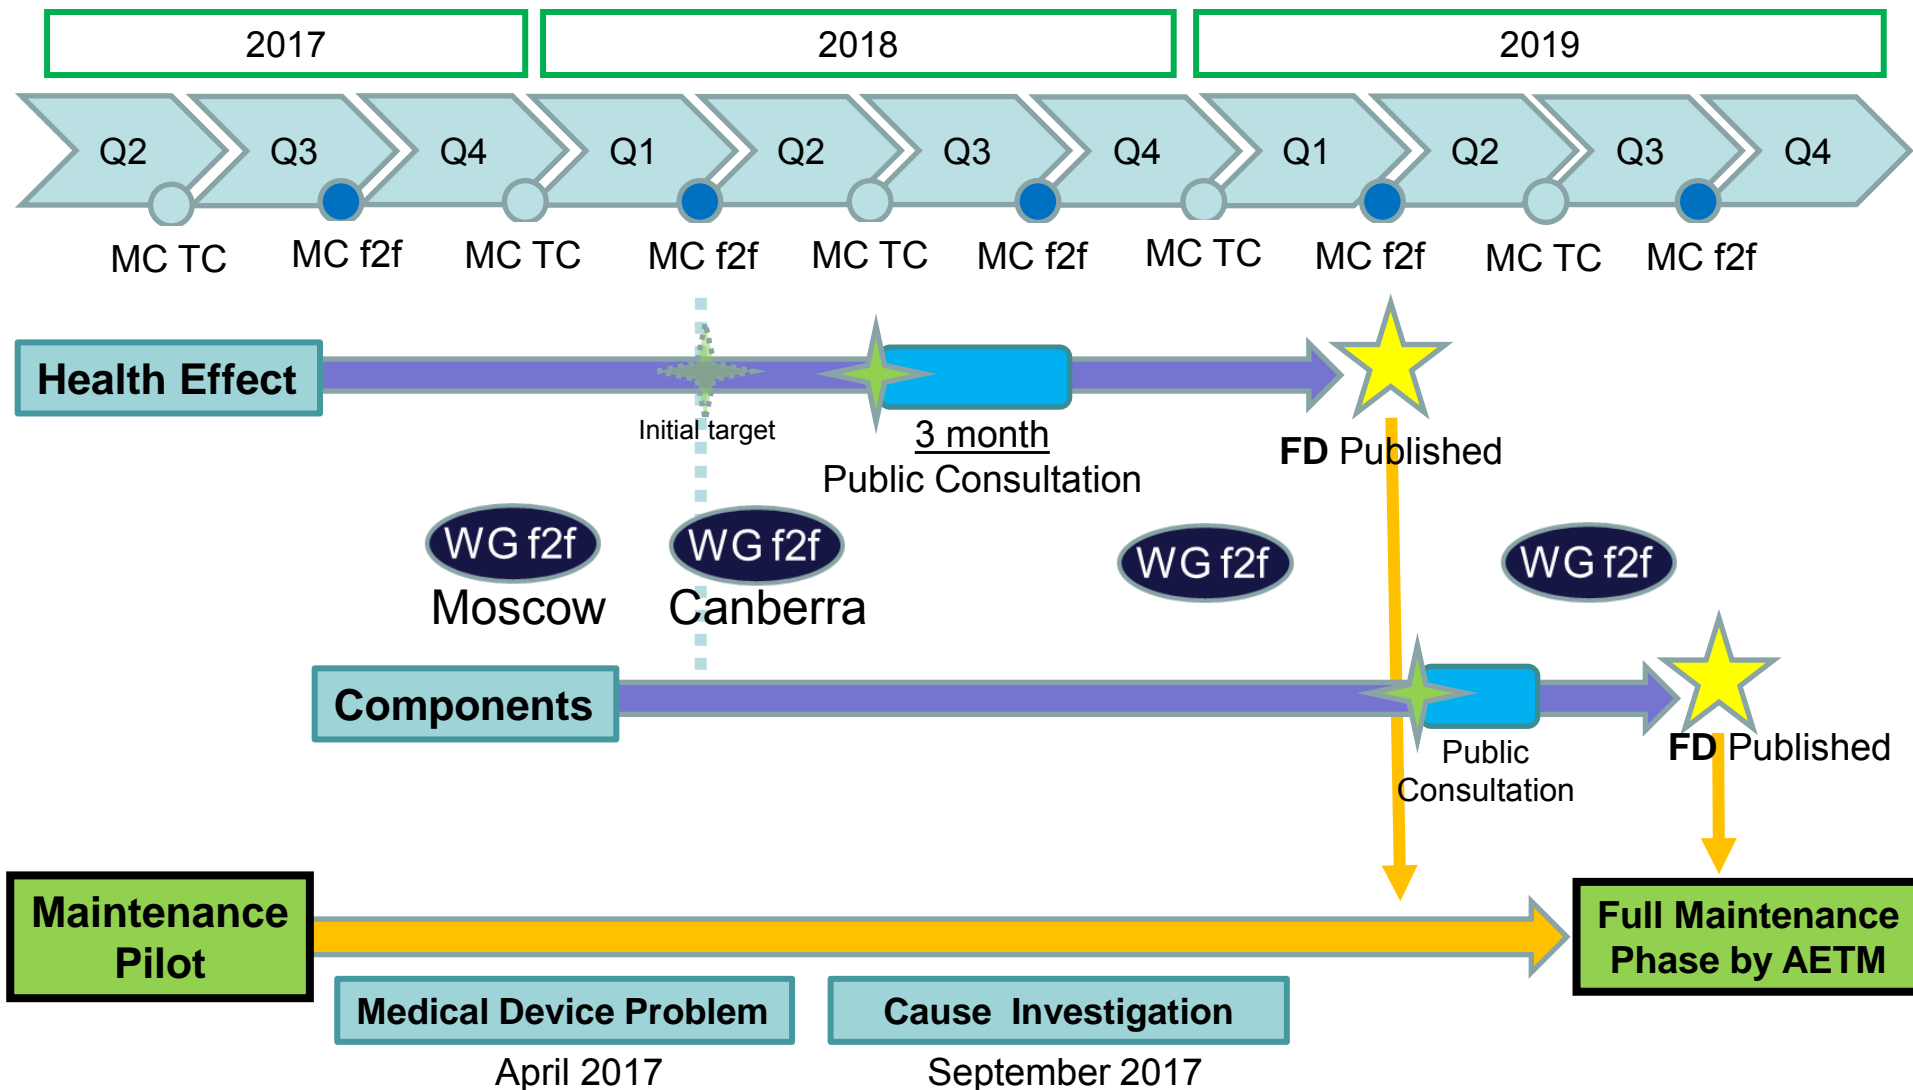 2017
2018
2019
Q2
Q3
Q4
Q1
Q2
Q3
Q4
Q1
Q2
Q3
Q4
MC TC
MC f2f
MC TC
MC f2f
MC TC
MC f2f
MC TC
MC f2f
MC TC
MC f2f
Health Effect
Initial target
3 month
Public Consultation
FD Published
WG f2f
Moscow
WG f2f
Canberra
WG f2f
WG f2f
Components
Public
Consultation
FD Published
Maintenance
Pilot
Full Maintenance
Phase by AETM
Medical Device Problem
April 2017
Cause Investigation
September 2017